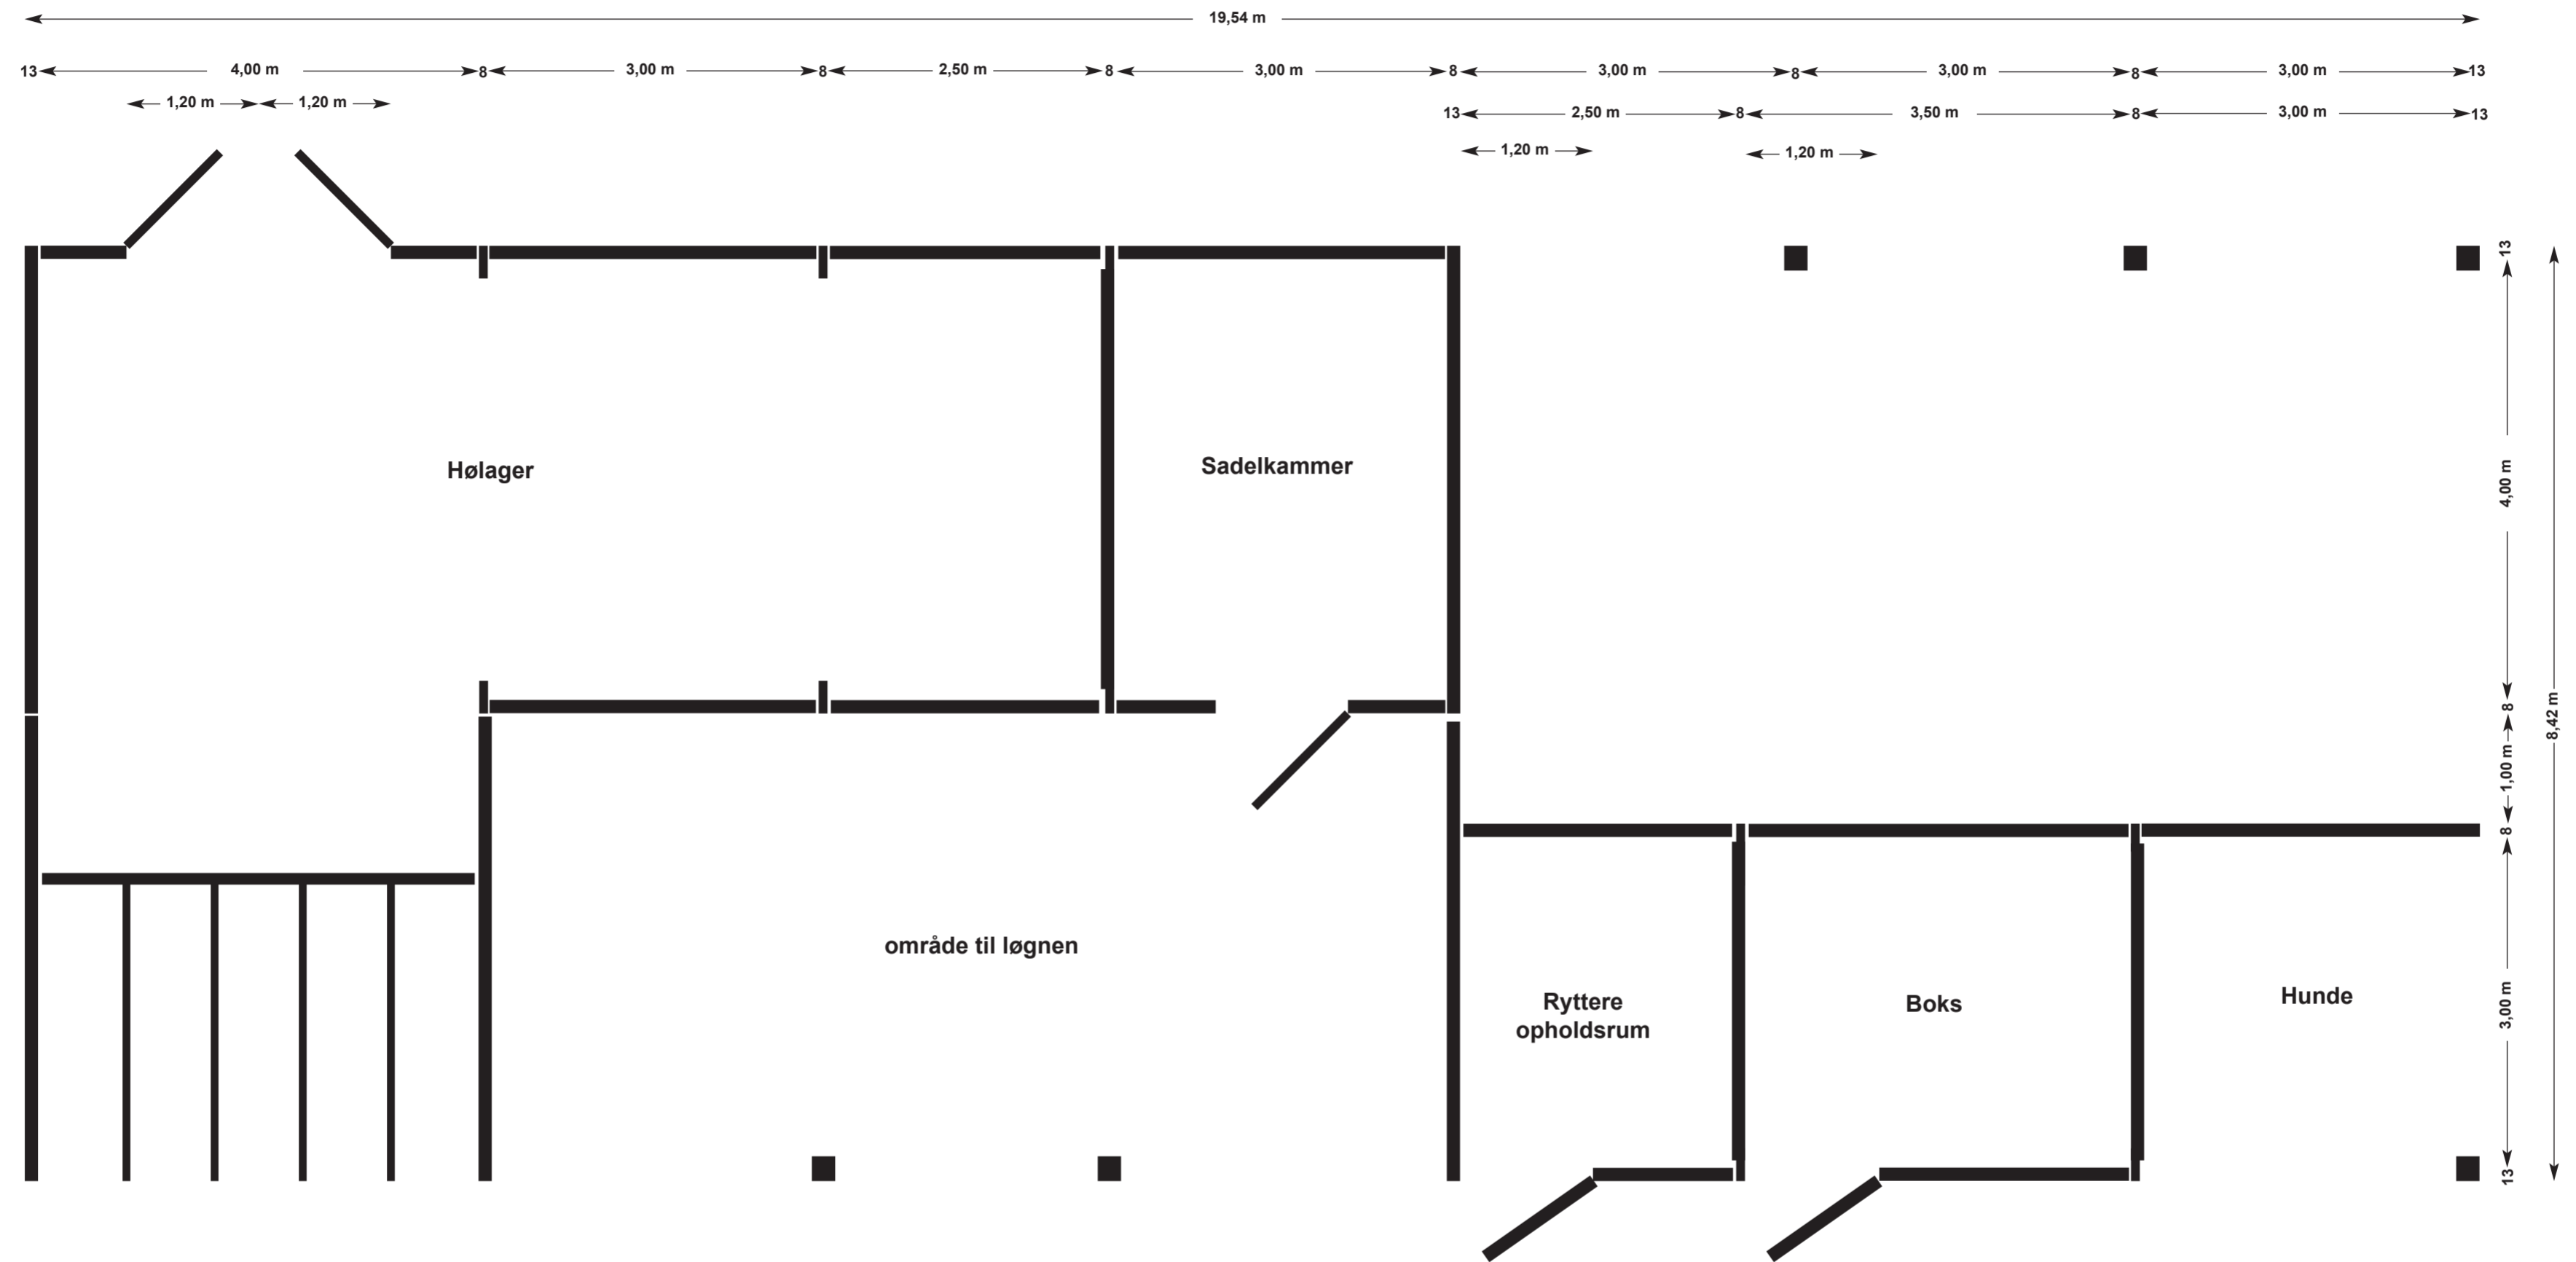 19,54 m
13 4,00 m 8 3,00 m 8 2,50 m 8 3,00 m 8 3,00 m 8 3,00 m 8 3,00 m 13
1,20 m 1,20 m
13 2,50 m 8 3,50 m 8 3,00 m 13
1,20 m 1,20 m
13
4,00 m
8
1,00 m
8
3,00 m
13
8,42 m
Hølager
Sadelkammer
område til løgnen
Ryttere
opholdsrum
Boks
Hunde